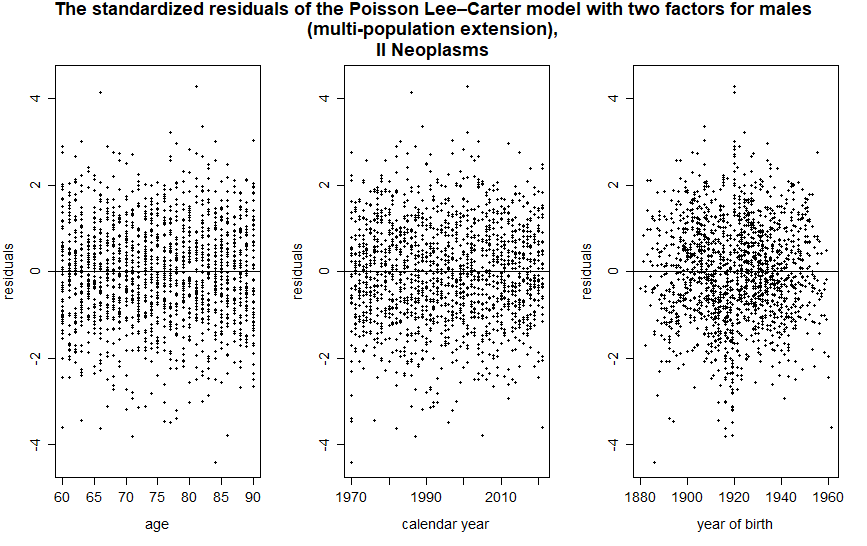 The standardized residuals of the Poisson Lee–Carter model with two factors for males
(multi-population extension),
II Neoplasms
residuals
4
2
0
-2
-4
60 65 70 75 80 85 90
age
residuals
4
2
0
-2
-4
1970 1990 2010
calendar year
residuals
4
2
0
-2
-4
1880 1900 1920 1940 1960
year of birth